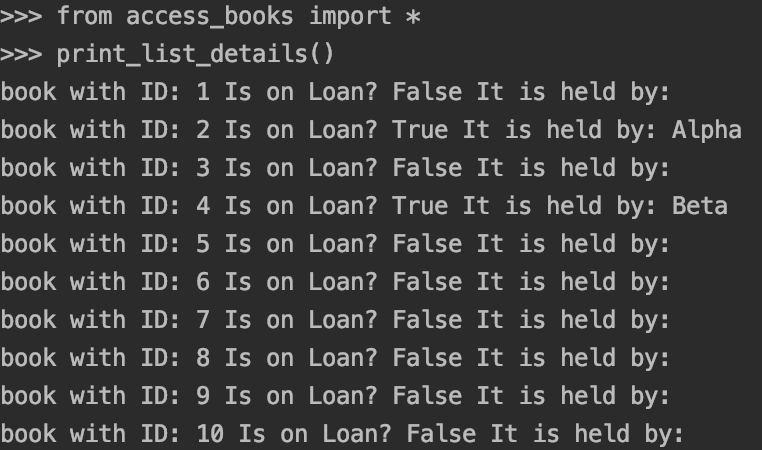 >>> from access_books import *
>>> print_list_details()
book with ID: 1 Is on Loan? False It is held by:
book with ID: 2 Is on Loan? True It is held by: Alpha
book with ID: 3 Is on Loan? False It is held by:
book with ID: 4 Is on Loan? True It is held by: Beta
book with ID: 5 Is on Loan? False It is held by:
book with ID: 6 Is on Loan? False It is held by:
book with ID: 7 Is on Loan? False It is held by:
book with ID: 8 Is on Loan? False It is held by:
book with ID: 9 Is on Loan? False It is held by:
book with ID: 10 Is on Loan? False It is held by: